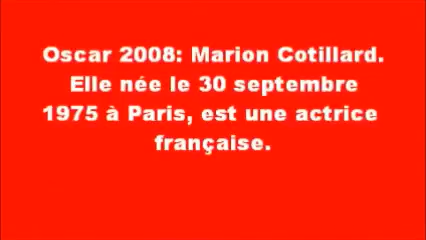 Oscar 2008: Marion Cotillard.
Elle née le 30 septembre
1975 à Paris, est une actrice
française.